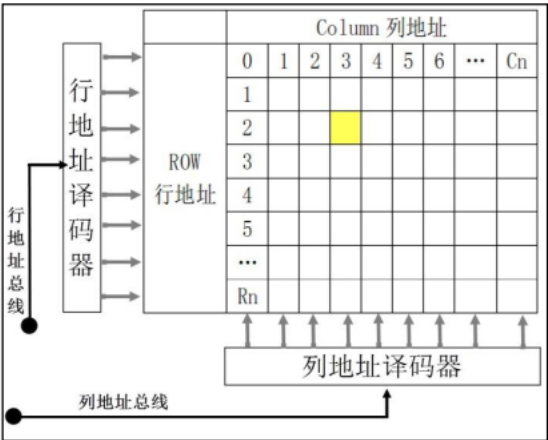 Column 列地址
0 1 2 3 4 5 6 … Cn
1
2
3
4
5
…
Rn
ROW
行地址
行地址译码器
行地址总线
列地址译码器
列地址总线